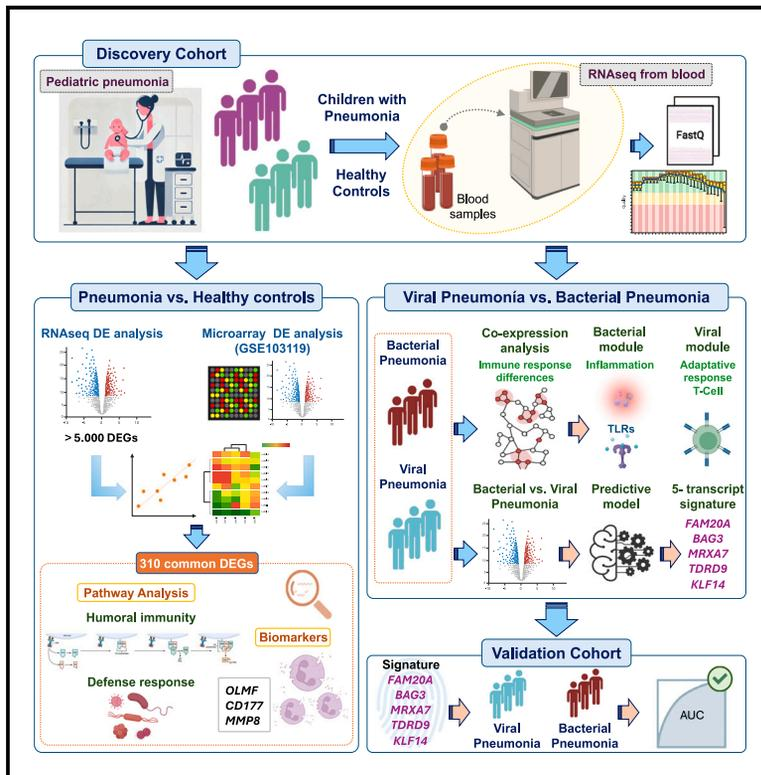 Discovery Cohort
Pediatric pneumonia
Children with
Pneumonia
Healthy
Controls
RNAseq from blood
Blood
samples
FastQ
Quality
Pneumonia vs. Healthy controls
RNAseq DE analysis
Microarray DE analysis
(GSE103119)
> 5.000 DEGs
310 common DEGs
Pathway Analysis
Humoral immunity
Defense response
Biomarkers
OLMF
CD177
MMP8
Viral Pneumonía vs. Bacterial Pneumonia
Bacterial
Pneumonia
Viral
Pneumonia
Co-expression
analysis
Immune response
differences
Bacterial
module
Inflammation
TLRs
Viral
module
Adaptative
response
T-Cell
Bacterial vs. Viral
Pneumonia
Predictive
model
5- transcript
signature
FAM20A
BAG3
MRXA7
TDRD9
KLF14
Validation Cohort
Signature
FAM20A
BAG3
MRXA7
TDRD9
KLF14
Viral
Pneumonia
Bacterial
Pneumonia
AUC